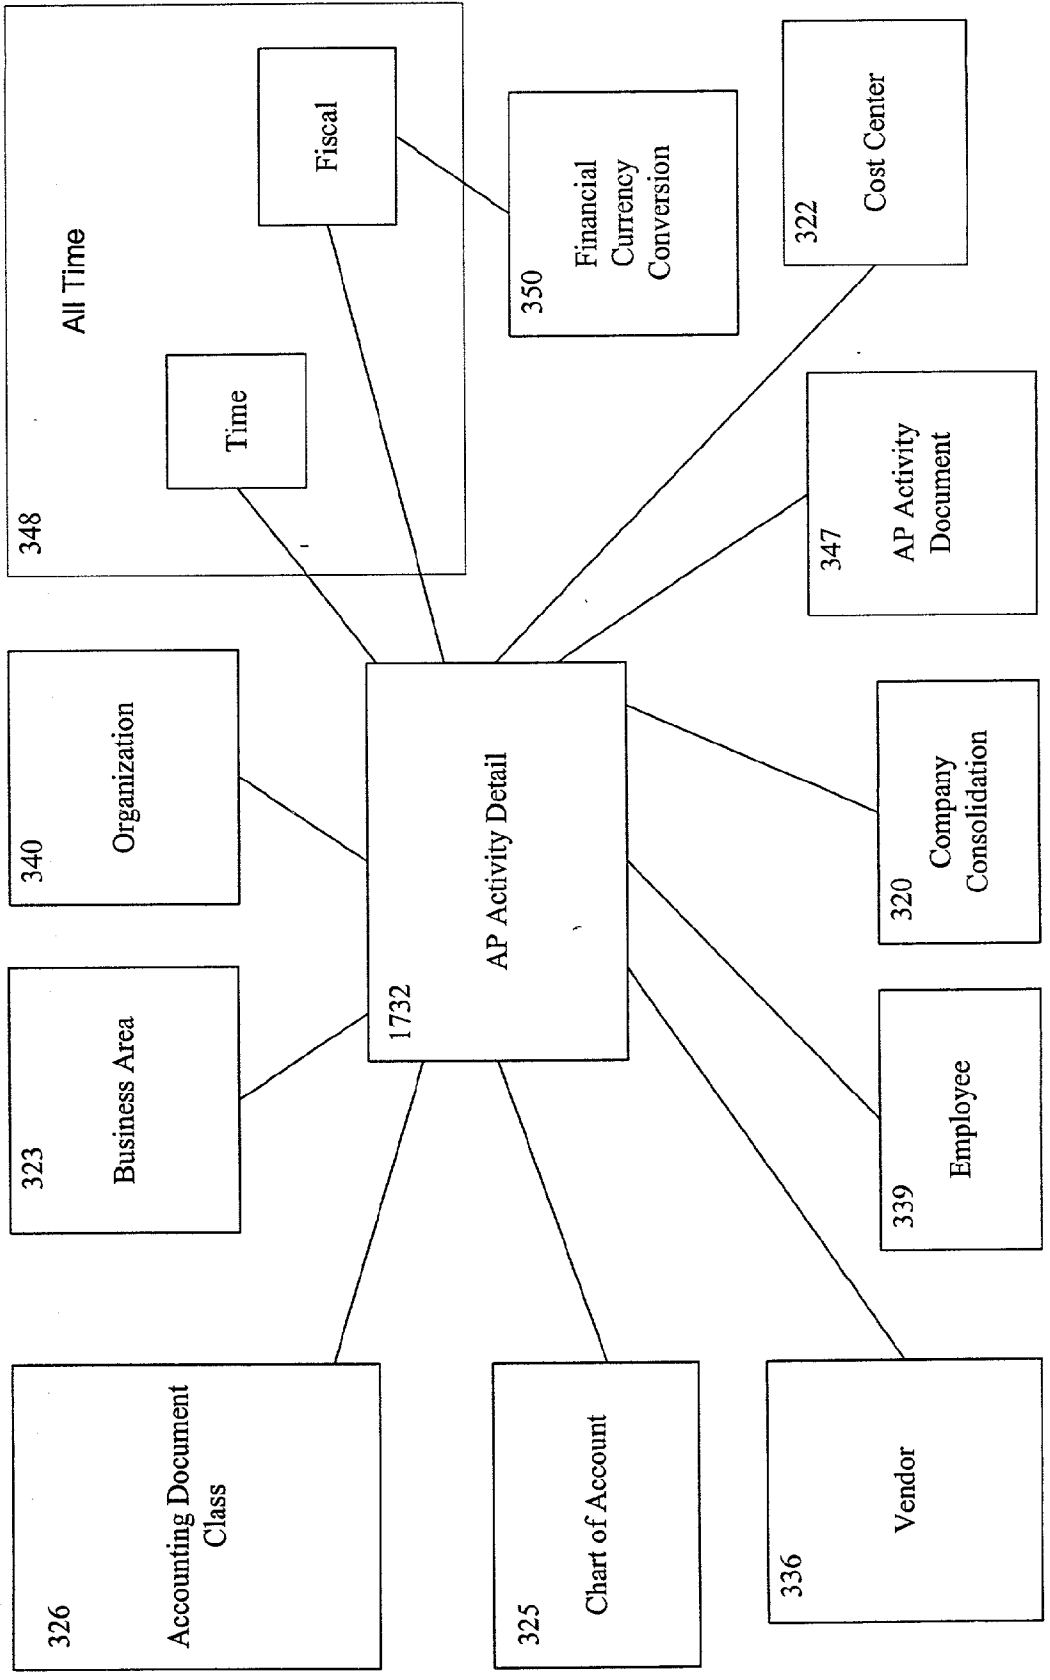 326
Accounting Document
Class
323
Business Area
340
Organization
348
All Time
Time
Fiscal
325
Chart of Account
1732
AP Activity Detail
350
Financial
Currency
Conversion
336
Vendor
339
Employee
320
Company
Consolidation
347
AP Activity
Document
322
Cost Center